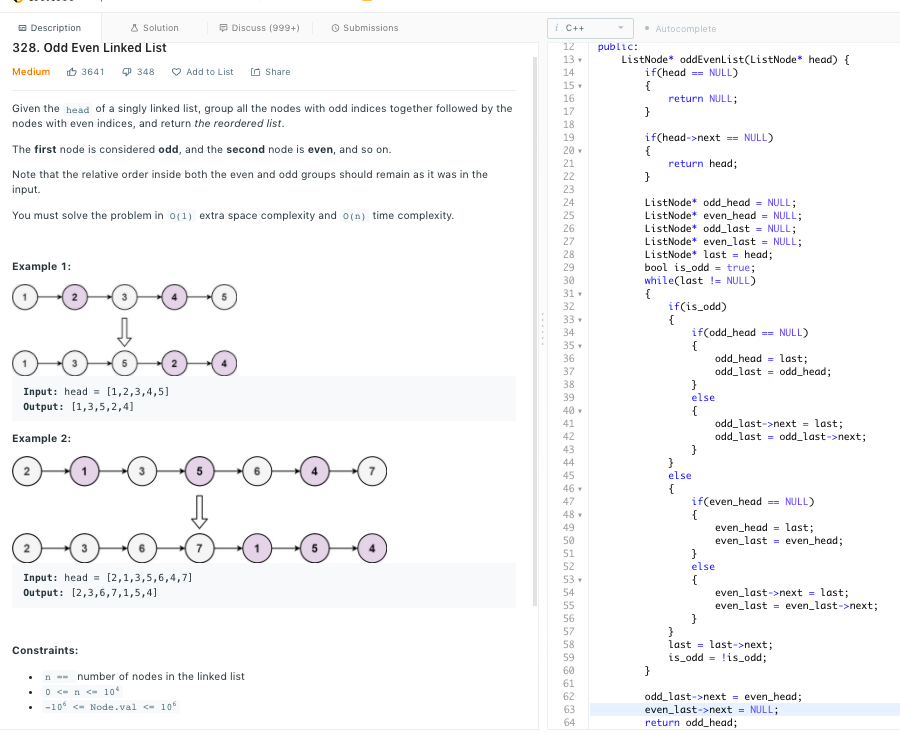 Description
Solution
Discuss (999+)
Submissions
328. Odd Even Linked List
Medium 3641 348 Add to List Share
Given the head of a singly linked list, group all the nodes with odd indices together followed by the
nodes with even indices, and return the reordered list.
The first node is considered odd, and the second node is even, and so on.
Note that the relative order inside both the even and odd groups should remain as it was in the
input.
You must solve the problem in O(1) extra space complexity and O(n) time complexity.
Example 1:
1 2 3 4 5
1 3 5 2 4
Input: head = [1,2,3,4,5]
Output: [1,3,5,2,4]
Example 2:
2 1 3 5 6 4 7
2 3 6 7 1 5 4
Input: head = [2,1,3,5,6,4,7]
Output: [2,3,6,7,1,5,4]
Constraints:
• n == number of nodes in the linked list
• 0 <= n <= 10⁴
• -10⁶ <= Node.val <= 10⁶
i C++
Autocomplete
12 public:
13 ListNode* oddEvenList(ListNode* head) {
14 if(head == NULL)
15 {
16 return NULL;
17 }
18
19 if(head->next == NULL)
20 {
21 return head;
22 }
23
24 ListNode* odd_head = NULL;
25 ListNode* even_head = NULL;
26 ListNode* odd_last = NULL;
27 ListNode* even_last = NULL;
28 ListNode* last = head;
29 bool is_odd = true;
30 while(last != NULL)
31 {
32 if(is_odd)
33 {
34 if(odd_head == NULL)
35 {
36 odd_head = last;
37 odd_last = odd_head;
38 }
39 else
40 {
41 odd_last->next = last;
42 odd_last = odd_last->next;
43 }
44 }
45 else
46 {
47 if(even_head == NULL)
48 {
49 even_head = last;
50 even_last = even_head;
51 }
52 else
53 {
54 even_last->next = last;
55 even_last = even_last->next;
56 }
57 }
58 last = last->next;
59 is_odd = !is_odd;
60 }
61
62 odd_last->next = even_head;
63 even_last->next = NULL;
64 return odd_head;